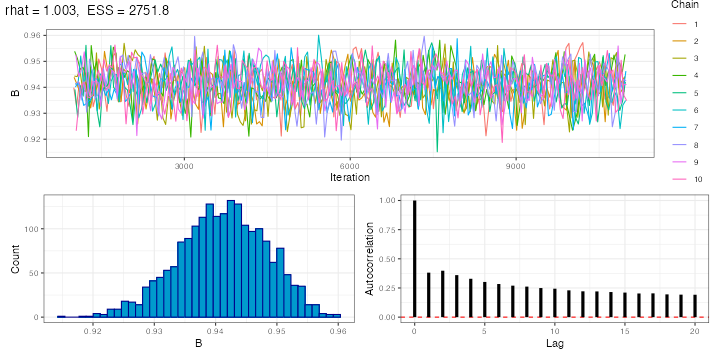 rhat = 1.003, ESS = 2751.8
0.96
0.95
0.94
0.93
0.92
B
3000 6000 9000
Iteration
Chain
1
2
3
4
5
6
7
8
9
10
100
50
0
Count
0.92 0.93 0.94 0.95 0.96
B
1.00
0.75
0.50
0.25
0.00
Autocorrelation
0 5 10 15 20
Lag